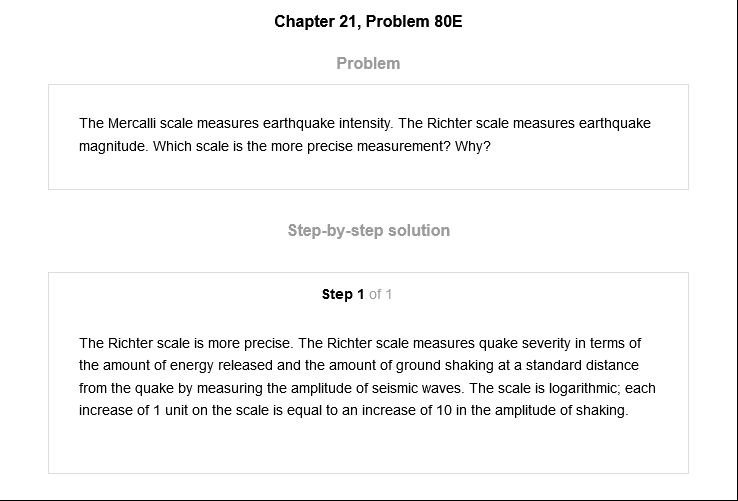 Chapter 21, Problem 80E
Problem
The Mercalli scale measures earthquake intensity. The Richter scale measures earthquake
magnitude. Which scale is the more precise measurement? Why?
Step-by-step solution
Step 1 of 1
The Richter scale is more precise. The Richter scale measures quake severity in terms of
the amount of energy released and the amount of ground shaking at a standard distance
from the quake by measuring the amplitude of seismic waves. The scale is logarithmic; each
increase of 1 unit on the scale is equal to an increase of 10 in the amplitude of shaking.